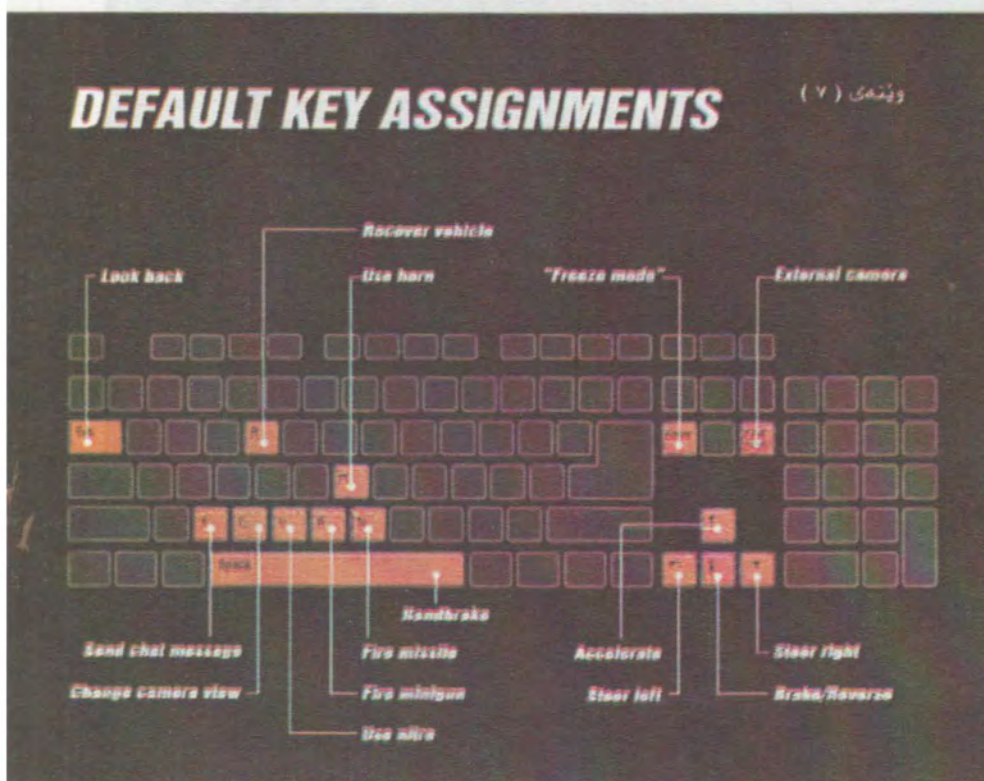 DEFAULT KEY ASSIGNMENTS
وێنەی ( ٧ )
Recover vehicle
Look back
Use horn
"Freeze mode"
External camera
R
Space
Handbrake
Send chat message
Fire missile
Accelerate
Steer right
Change camera view
Fire minigun
Steer left
Brake/Reverse
Use nitro